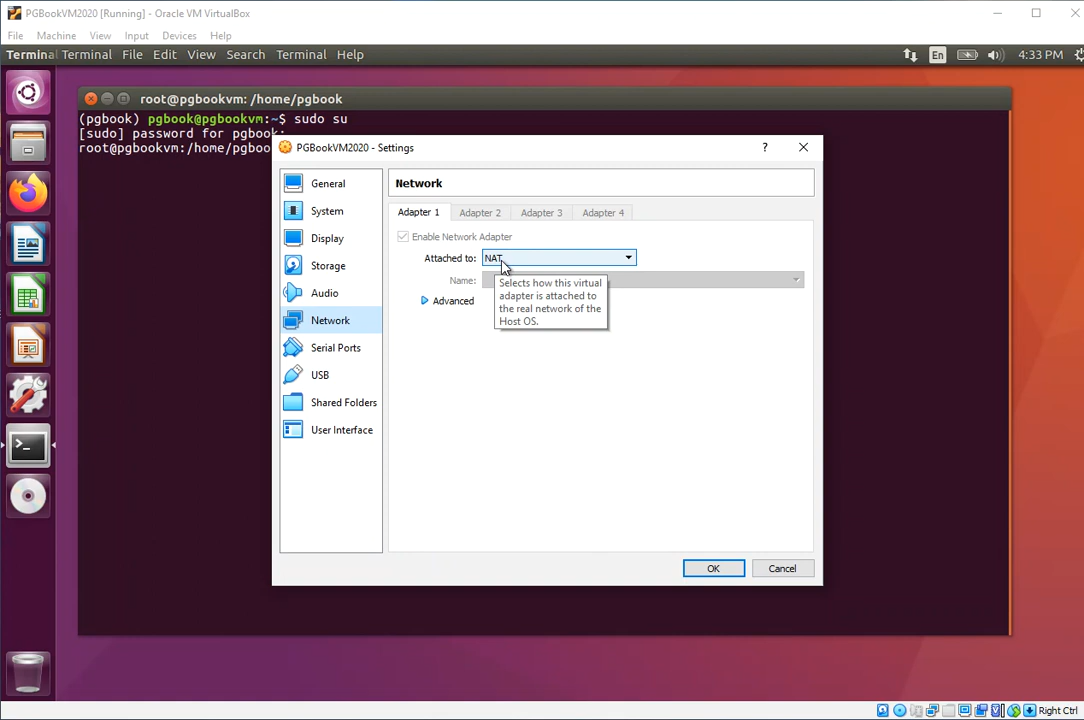 PGBookVM2020 [Running] - Oracle VM VirtualBox
File Machine View Input Devices Help
Terminal Terminal File Edit View Search Terminal Help
En
4:33 PM
root@pgbookvm: /home/pgbook
(pgbook) pgbook@pgbookvm:~$ sudo su
[sudo] password for pgbook:
root@pgbookvm:/home/pgboo
PGBookVM2020 - Settings
?
General
System
Display
Storage
Audio
Network
Serial Ports
USB
Shared Folders
User Interface
Network
Adapter 1 Adapter 2 Adapter 3 Adapter 4
Enable Network Adapter
Attached to: NAT
Name:
Advanced
Selects how this virtual
adapter is attached to
the real network of the
Host OS.
OK Cancel
Right Ctrl